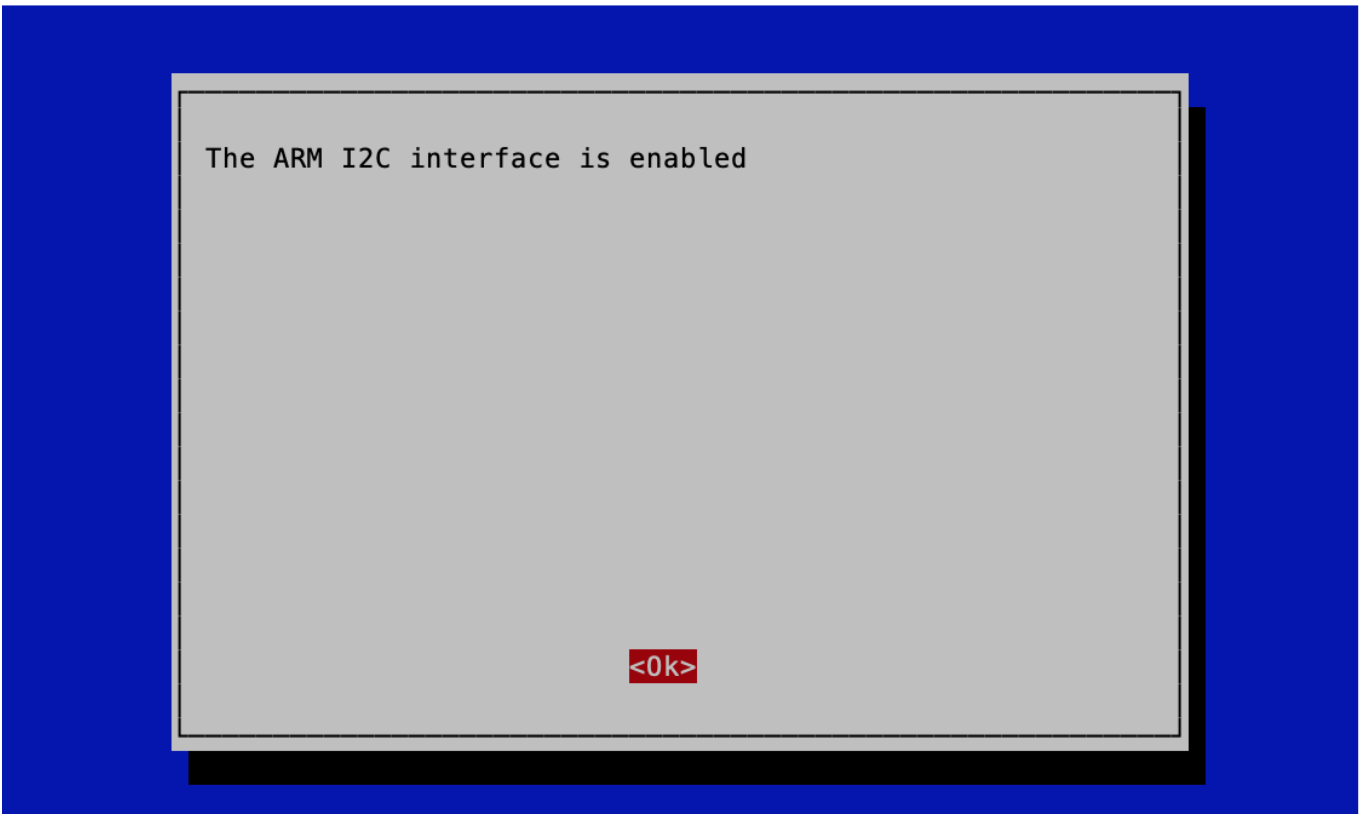 The ARM I2C interface is enabled
<Ok>